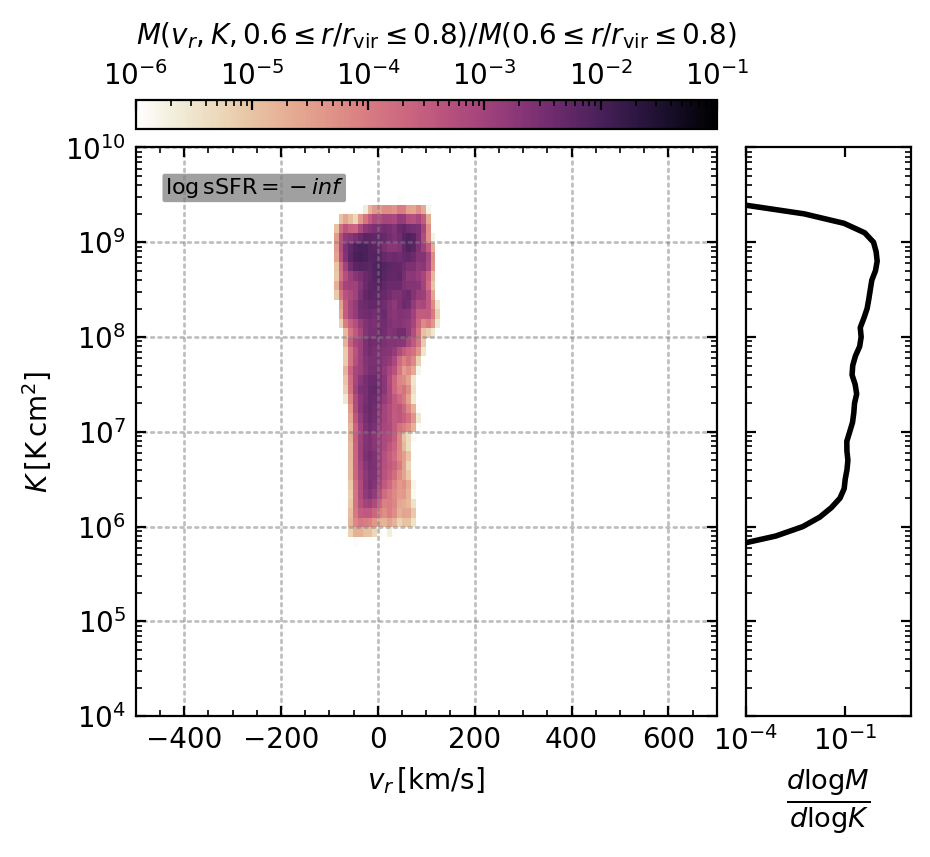 M(v_r, K, 0.6 ≤ r/r_vir ≤ 0.8)/M(0.6 ≤ r/r_vir ≤ 0.8)
10^−6 10^−5 10^−4 10^−3 10^−2 10^−1
log sSFR = −inf
10^10
10^9
10^8
10^7
10^6
10^5
10^4
K [K cm^2]
−400 −200 0 200 400 600
v_r [km/s]
10^−4 10^−1
dlogM
dlogK